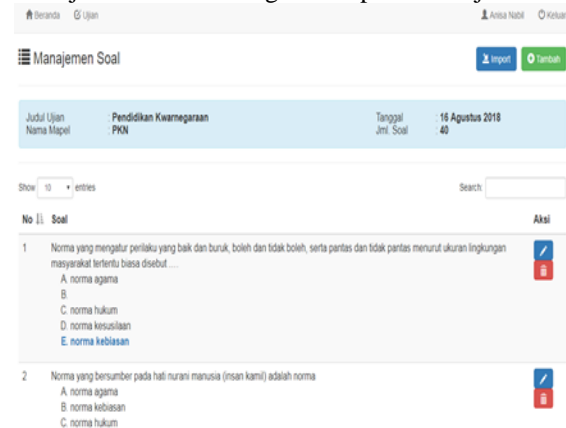 Beranda Ujian Anisa Nabil Keluar
Manajemen Soal Import Tambah
Judul Ujian : Pendidikan Kwarnegaraan Tanggal : 16 Agustus 2018
Nama Mapel : PKN Jml. Soal : 40
Show 10 entries Search:
No Soal Aksi
1 Norma yang mengatur perilaku yang baik dan buruk, boleh dan tidak boleh, serta pantas dan tidak pantas menurut ukuran lingkungan
masyarakat tertentu biasa disebut .....
A. norma agama
B.
C. norma hukum
D. norma kesusilaan
E. norma kebiasan
2 Norma yang bersumber pada hati nurani manusia (insan kamil) adalah norma
A. norma agama
B. norma kebiasan
C. norma hukum